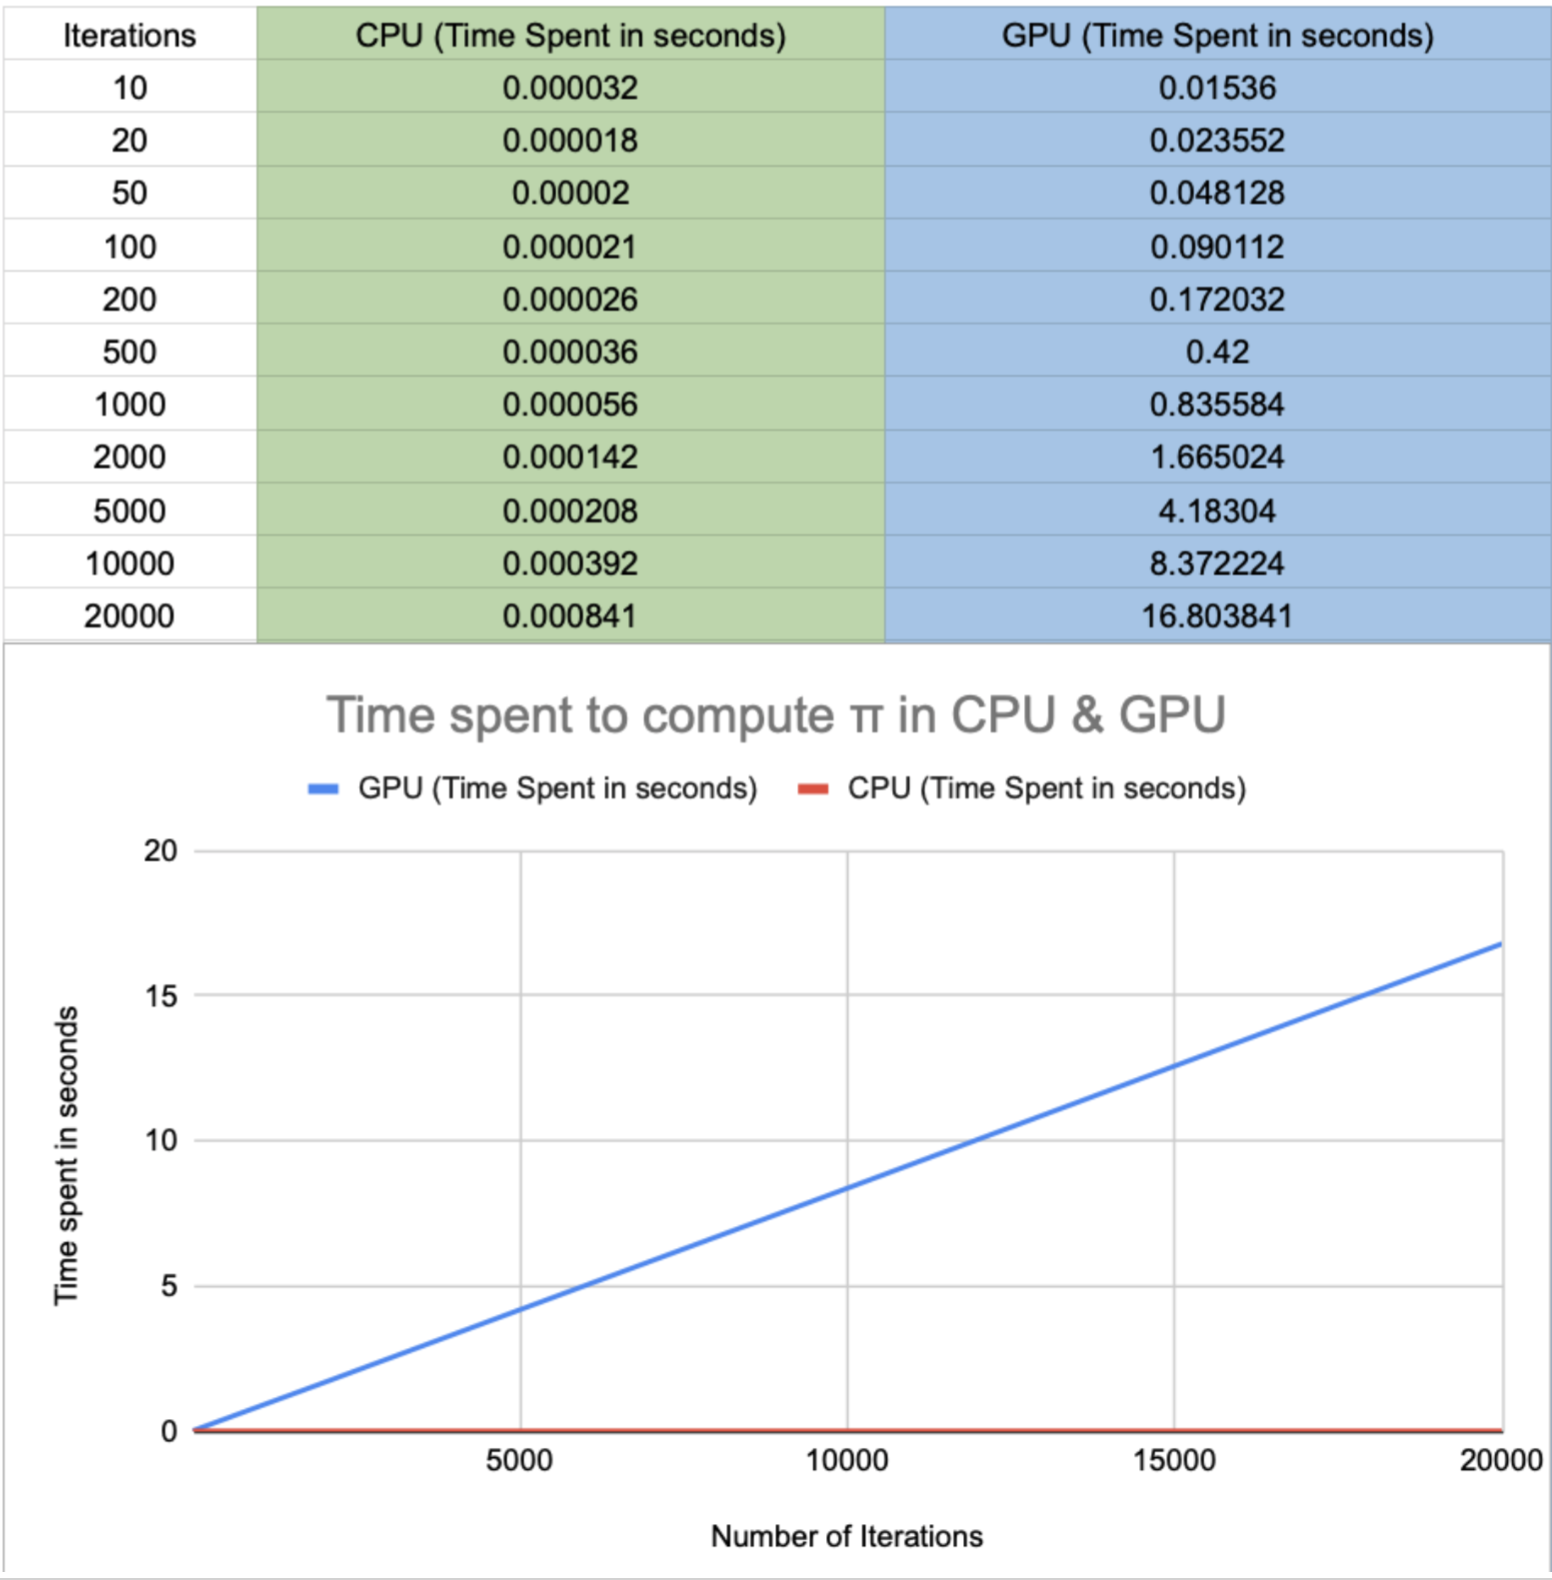 Iterations CPU (Time Spent in seconds) GPU (Time Spent in seconds)
10 0.000032 0.01536
20 0.000018 0.023552
50 0.00002 0.048128
100 0.000021 0.090112
200 0.000026 0.172032
500 0.000036 0.42
1000 0.000056 0.835584
2000 0.000142 1.665024
5000 0.000208 4.18304
10000 0.000392 8.372224
20000 0.000841 16.803841
Time spent to compute π in CPU & GPU
GPU (Time Spent in seconds) CPU (Time Spent in seconds)
20
15
10
5
0
Time spent in seconds
5000 10000 15000 20000
Number of Iterations